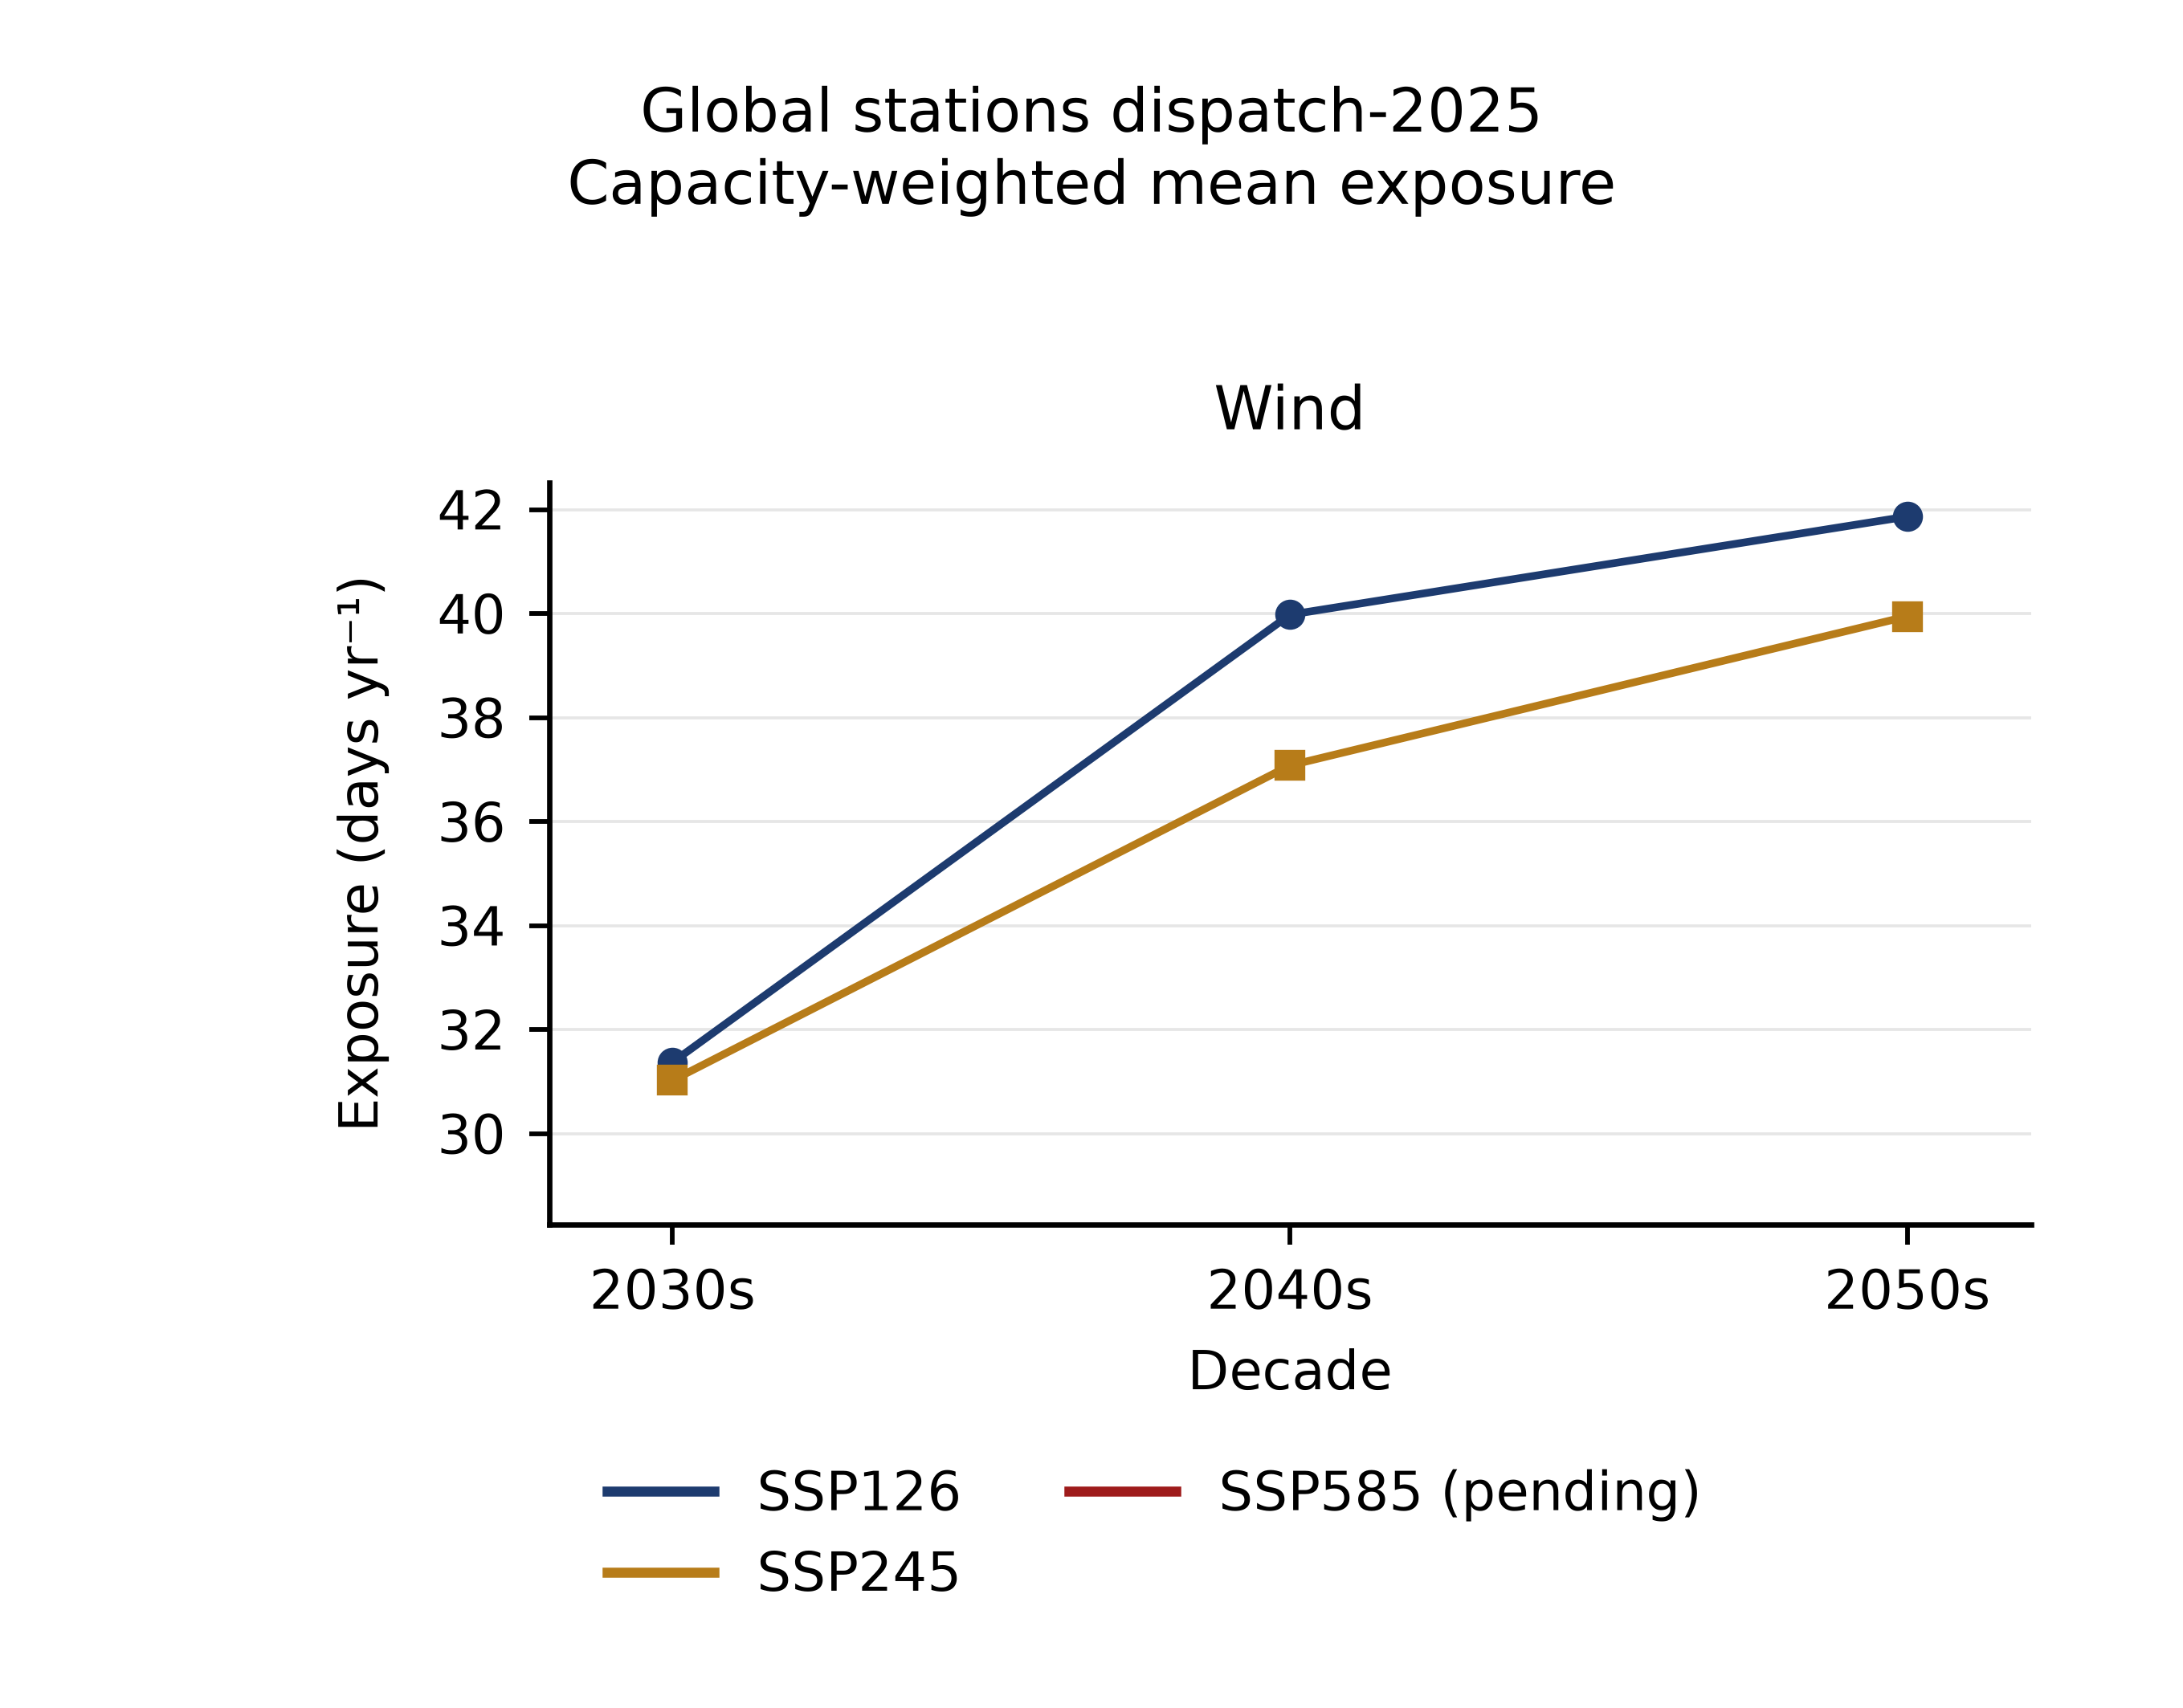 Global stations dispatch-2025
Capacity-weighted mean exposure
Wind
Exposure (days yr⁻¹)
42
40
38
36
34
32
30
2030s
2040s
2050s
Decade
SSP126
SSP245
SSP585 (pending)